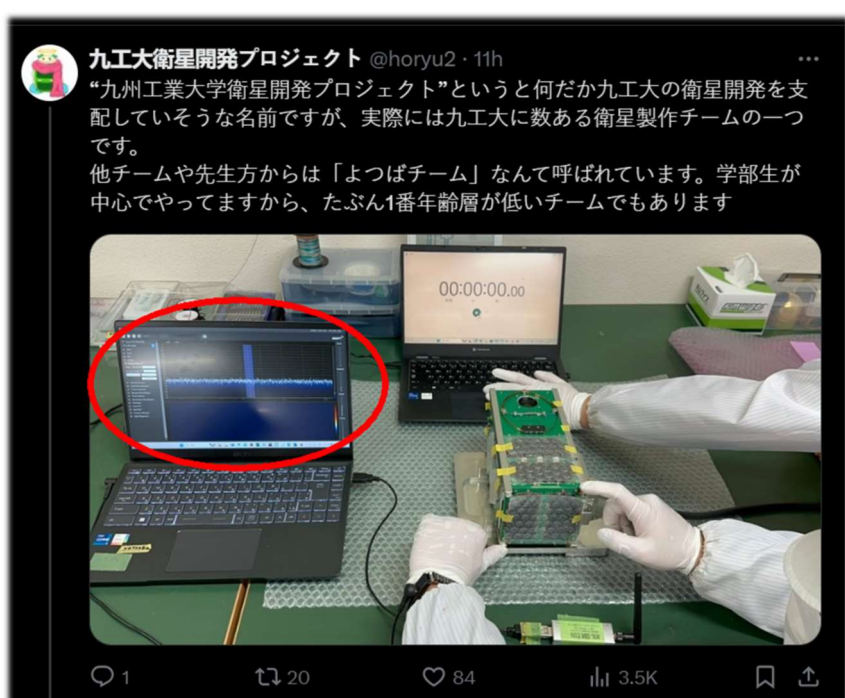 九工大衛星開発プロジェクト @horyu2 · 11h
“九州工業大学衛星開発プロジェクト”というと何だか九工大の衛星開発を支
配していそうな名前ですが、実際には九工大に数ある衛星製作チームの一つ
です。
他チームや先生方からは「よつばチーム」なんて呼ばれています。学部生が
中心でやってますから、たぶん1番年齢層が低いチームでもあります
00:00:00.00
1
20
84
3.5K